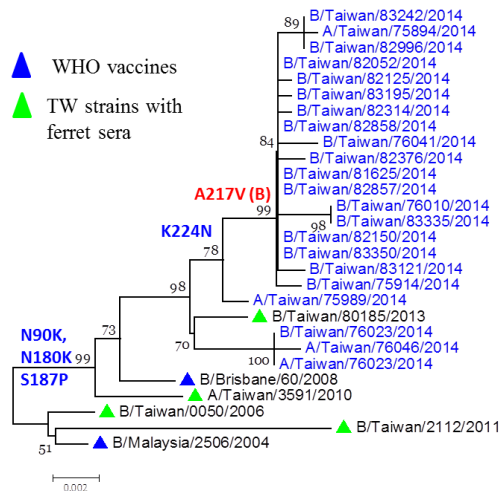 WHO vaccines
TW strains with
ferret sera
89
B/Taiwan/83242/2014
A/Taiwan/75894/2014
B/Taiwan/82996/2014
B/Taiwan/82052/2014
B/Taiwan/82125/2014
B/Taiwan/83195/2014
B/Taiwan/82314/2014
B/Taiwan/82858/2014
84
B/Taiwan/76041/2014
B/Taiwan/82376/2014
B/Taiwan/81625/2014
A217V (B)
B/Taiwan/82857/2014
99
B/Taiwan/76010/2014
98
B/Taiwan/83335/2014
K224N
B/Taiwan/82150/2014
78
B/Taiwan/83350/2014
B/Taiwan/83121/2014
B/Taiwan/75914/2014
98
A/Taiwan/75989/2014
B/Taiwan/80185/2013
N90K,
73
B/Taiwan/76023/2014
70
A/Taiwan/76046/2014
N180K
99
100
A/Taiwan/76023/2014
S187P
B/Brisbane/60/2008
A/Taiwan/3591/2010
B/Taiwan/0050/2006
B/Taiwan/2112/2011
51
B/Malaysia/2506/2004
0.002